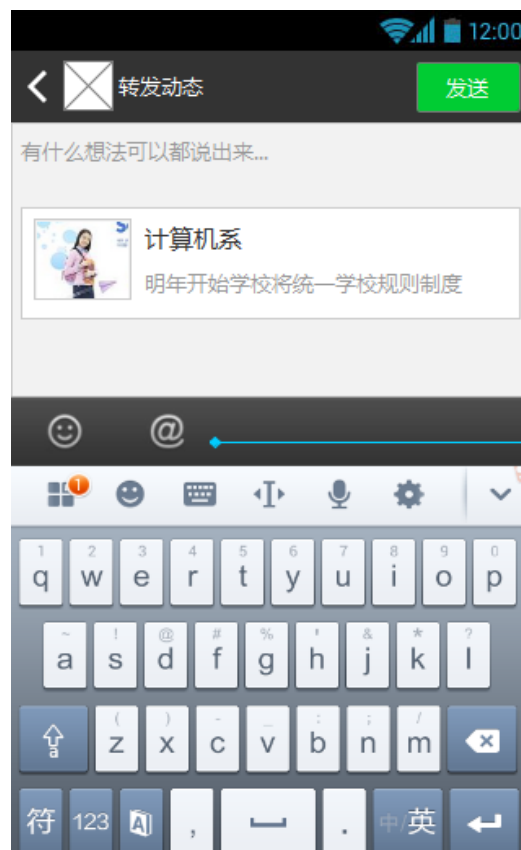 12:00
转发动态
发送
有什么想法可以都说出来...
计算机系
明年开始学校将统一学校规则制度
@
1
1 2 3 4 5 6 7 8 9 0
q w e r t y u i o p
~ ! @ # % ' & * ?
a s d f g h j k l
( ) - _ : ; /
z x c v b n m
符 123 , . 中/英